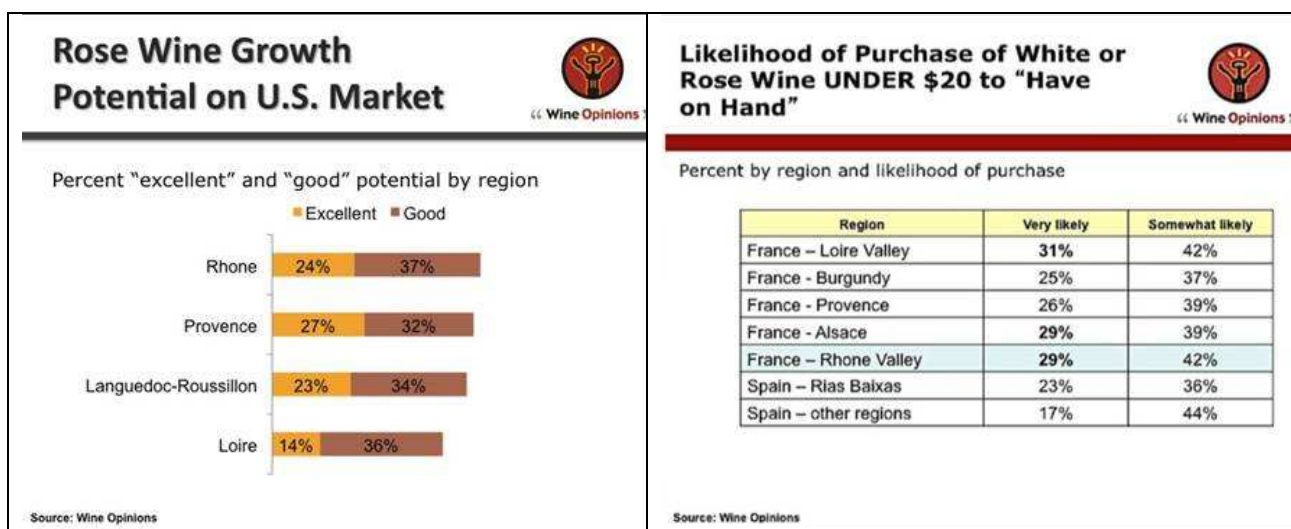 Rose Wine Growth
Potential on U.S. Market
“ Wine Opinions
Percent “excellent” and “good” potential by region
Excellent Good
Rhone 24% 37%
Provence 27% 32%
Languedoc-Roussillon 23% 34%
Loire 14% 36%
Source: Wine Opinions
Likelihood of Purchase of White or
Rose Wine UNDER $20 to “Have
on Hand”
“ Wine Opinions
Percent by region and likelihood of purchase
Region Very likely Somewhat likely
France – Loire Valley 31% 42%
France - Burgundy 25% 37%
France - Provence 26% 39%
France - Alsace 29% 39%
France – Rhone Valley 29% 42%
Spain – Rias Baixas 23% 36%
Spain – other regions 17% 44%
Source: Wine Opinions